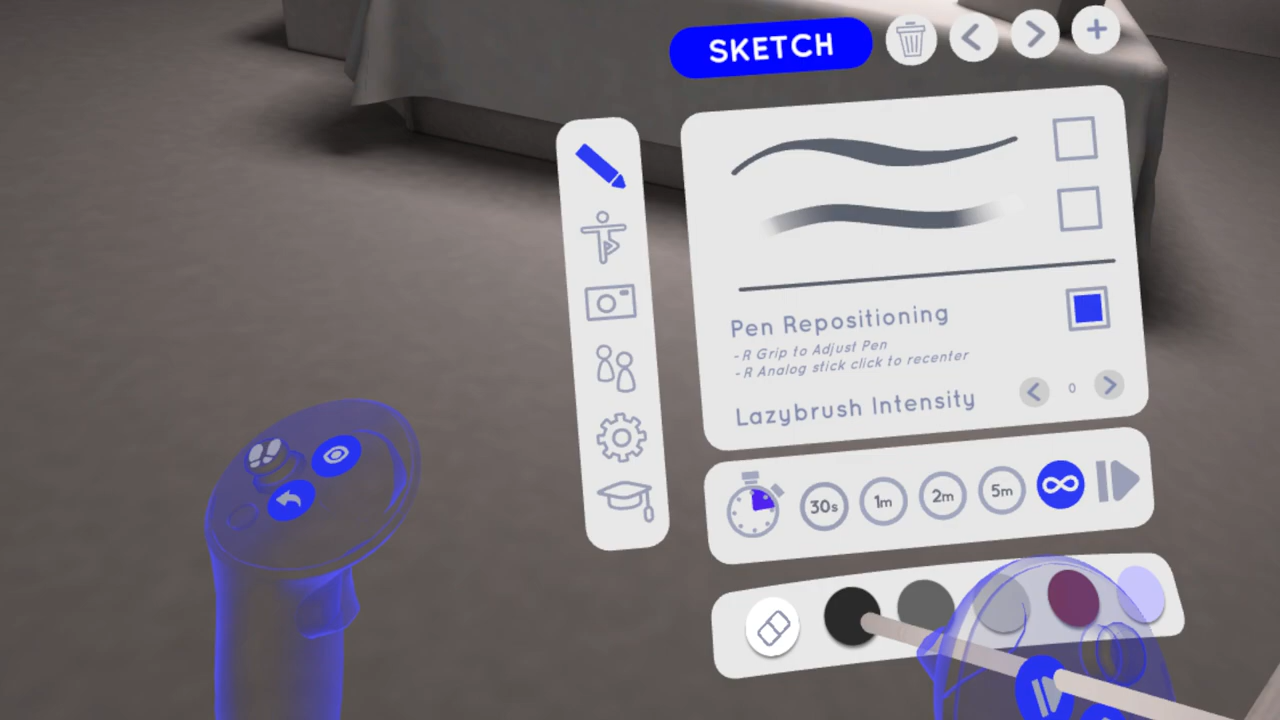 SKETCH
Pen Repositioning
-R Grip to Adjust Pen
-R Analog stick click to recenter
Lazybrush Intensity
0
30s 1m 2m 5m ∞